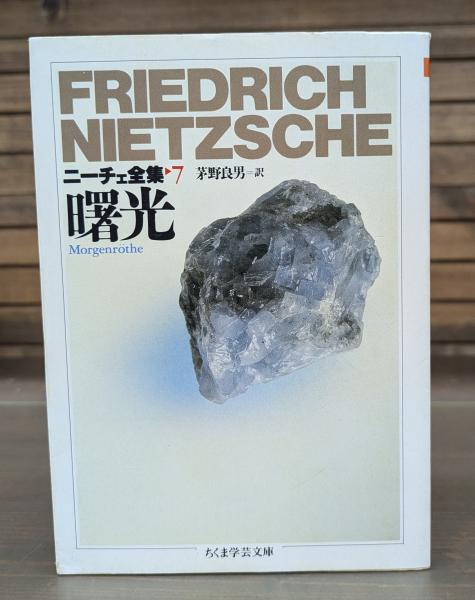 FRIEDRICH
NIETZSCHE
ニーチェ全集▶7 茅野良男=訳
曙光
Morgenröthe
ちくま学芸文庫